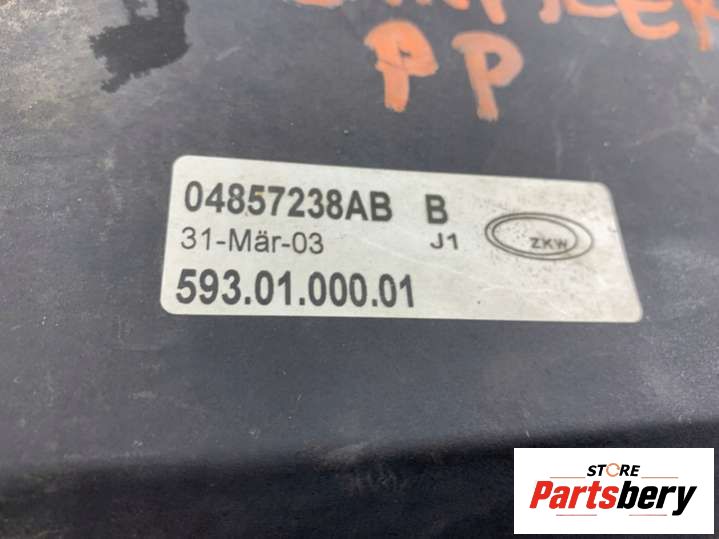 PP
04857238AB B
31-Mär-03 J1
ZKW
593.01.000.01
STORE
Partsbery